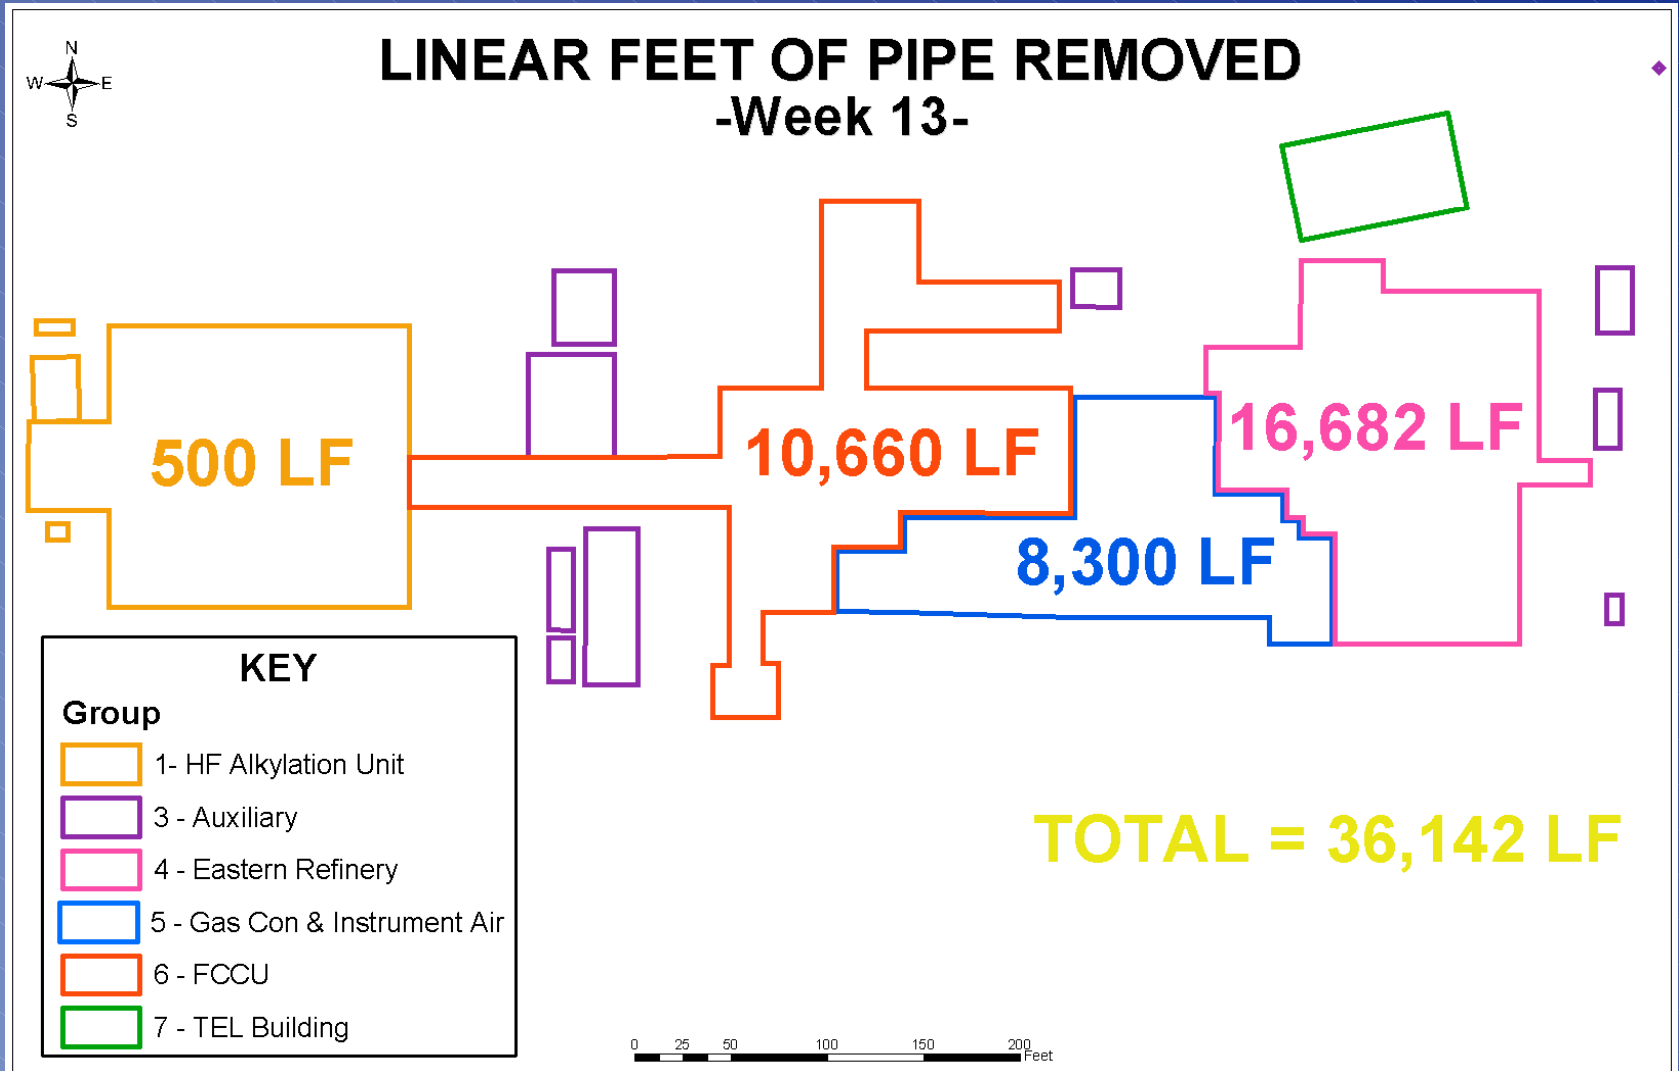 N
W E
S
LINEAR FEET OF PIPE REMOVED
-Week 13-
500 LF
10,660 LF
16,682 LF
8,300 LF
KEY
Group
1- HF Alkylation Unit
3 - Auxiliary
4 - Eastern Refinery
5 - Gas Con & Instrument Air
6 - FCCU
7 - TEL Building
TOTAL = 36,142 LF
0 25 50 100 150 200
Feet